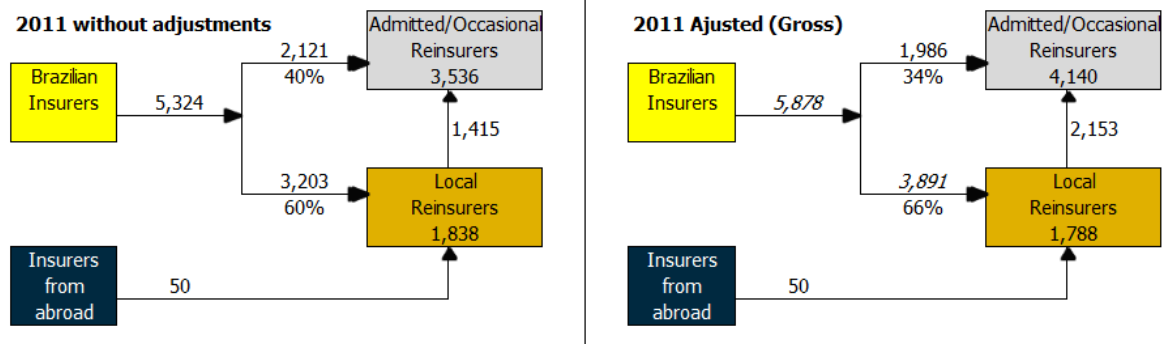 2011 without adjustments
Brazilian
Insurers
5,324
2,121
40%
Admitted/Occasional
Reinsurers
3,536
1,415
3,203
60%
Local
Reinsurers
1,838
Insurers
from
abroad
50
2011 Ajusted (Gross)
Brazilian
Insurers
5,878
1,986
34%
Admitted/Occasional
Reinsurers
4,140
2,153
3,891
66%
Local
Reinsurers
1,788
Insurers
from
abroad
50